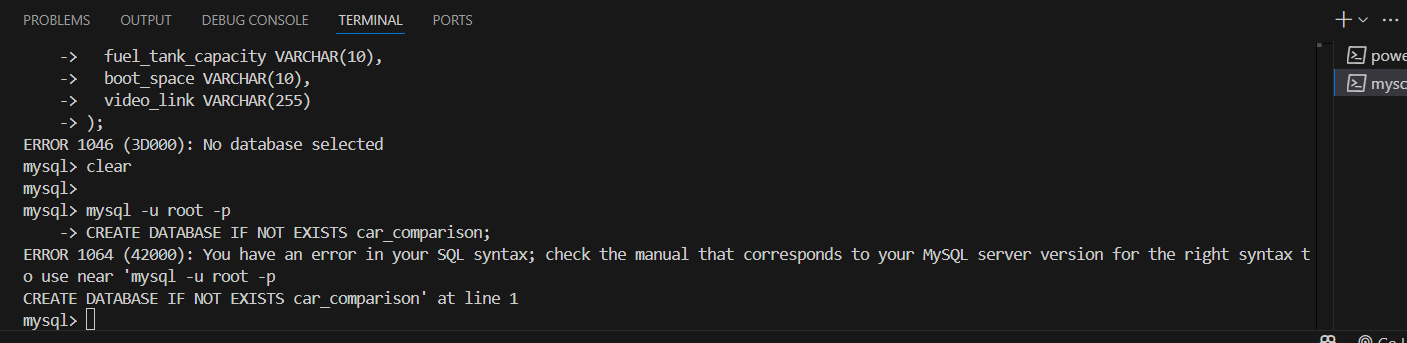 PROBLEMS OUTPUT DEBUG CONSOLE TERMINAL PORTS
-> fuel_tank_capacity VARCHAR(10),
-> boot_space VARCHAR(10),
-> video_link VARCHAR(255)
-> );
ERROR 1046 (3D000): No database selected
mysql> clear
mysql>
mysql> mysql -u root -p
-> CREATE DATABASE IF NOT EXISTS car_comparison;
ERROR 1064 (42000): You have an error in your SQL syntax; check the manual that corresponds to your MySQL server version for the right syntax t
o use near 'mysql -u root -p
CREATE DATABASE IF NOT EXISTS car_comparison' at line 1
mysql>
powe
mysc